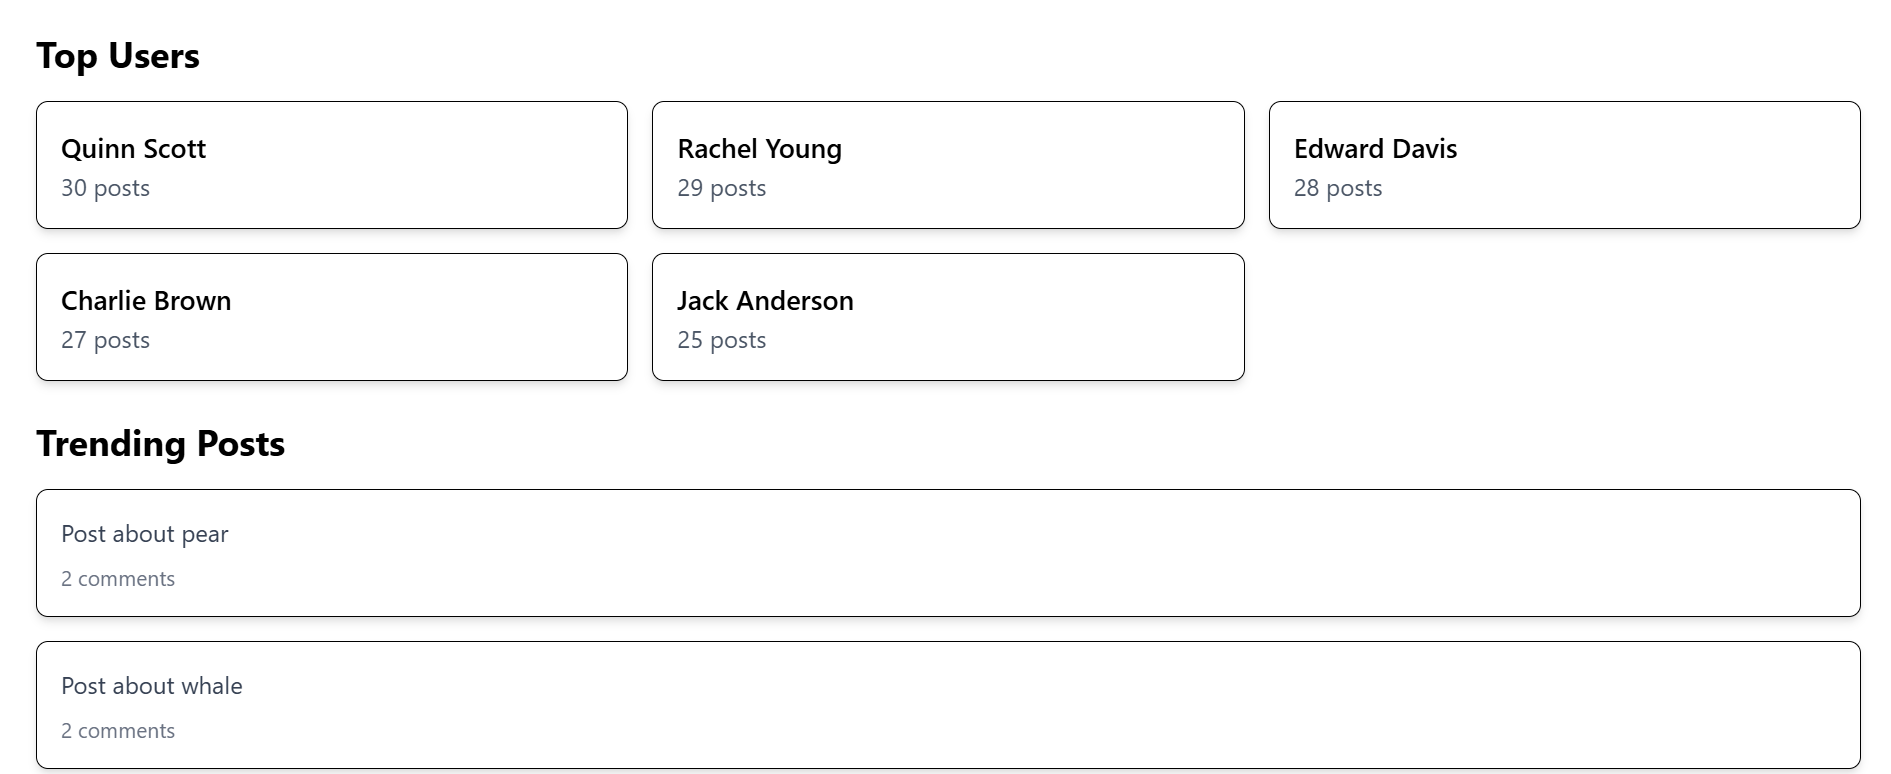 Top Users
Quinn Scott
30 posts
Rachel Young
29 posts
Edward Davis
28 posts
Charlie Brown
27 posts
Jack Anderson
25 posts
Trending Posts
Post about pear
2 comments
Post about whale
2 comments